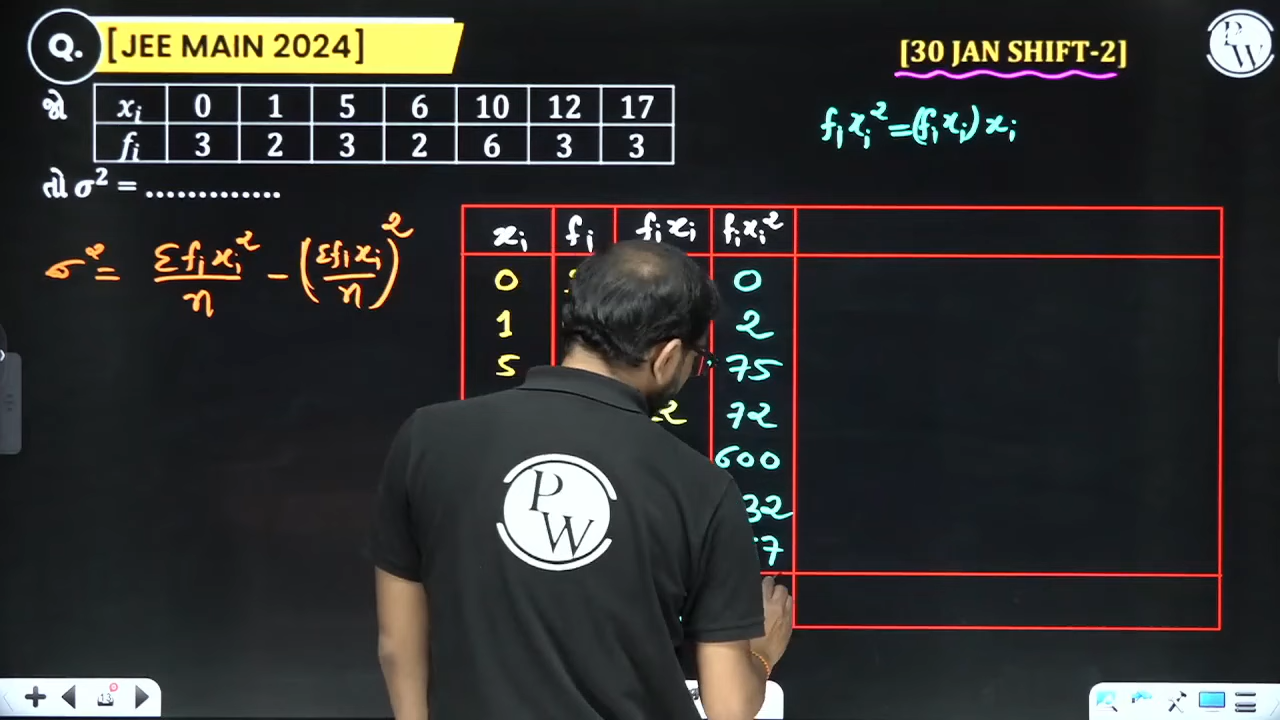 Q. [JEE MAIN 2024]
[30 JAN SHIFT-2]
PW
જો xᵢ 0 1 5 6 10 12 17
fᵢ 3 2 3 2 6 3 3
fᵢxᵢ²=(fᵢxᵢ)xᵢ
તો σ² = .............
σ² = Σfᵢxᵢ²/n - (Σfᵢxᵢ/n)²
xᵢ fᵢ fᵢxᵢ fᵢxᵢ²
0 0
1 2
5 75
72
600
32
7
PW
13